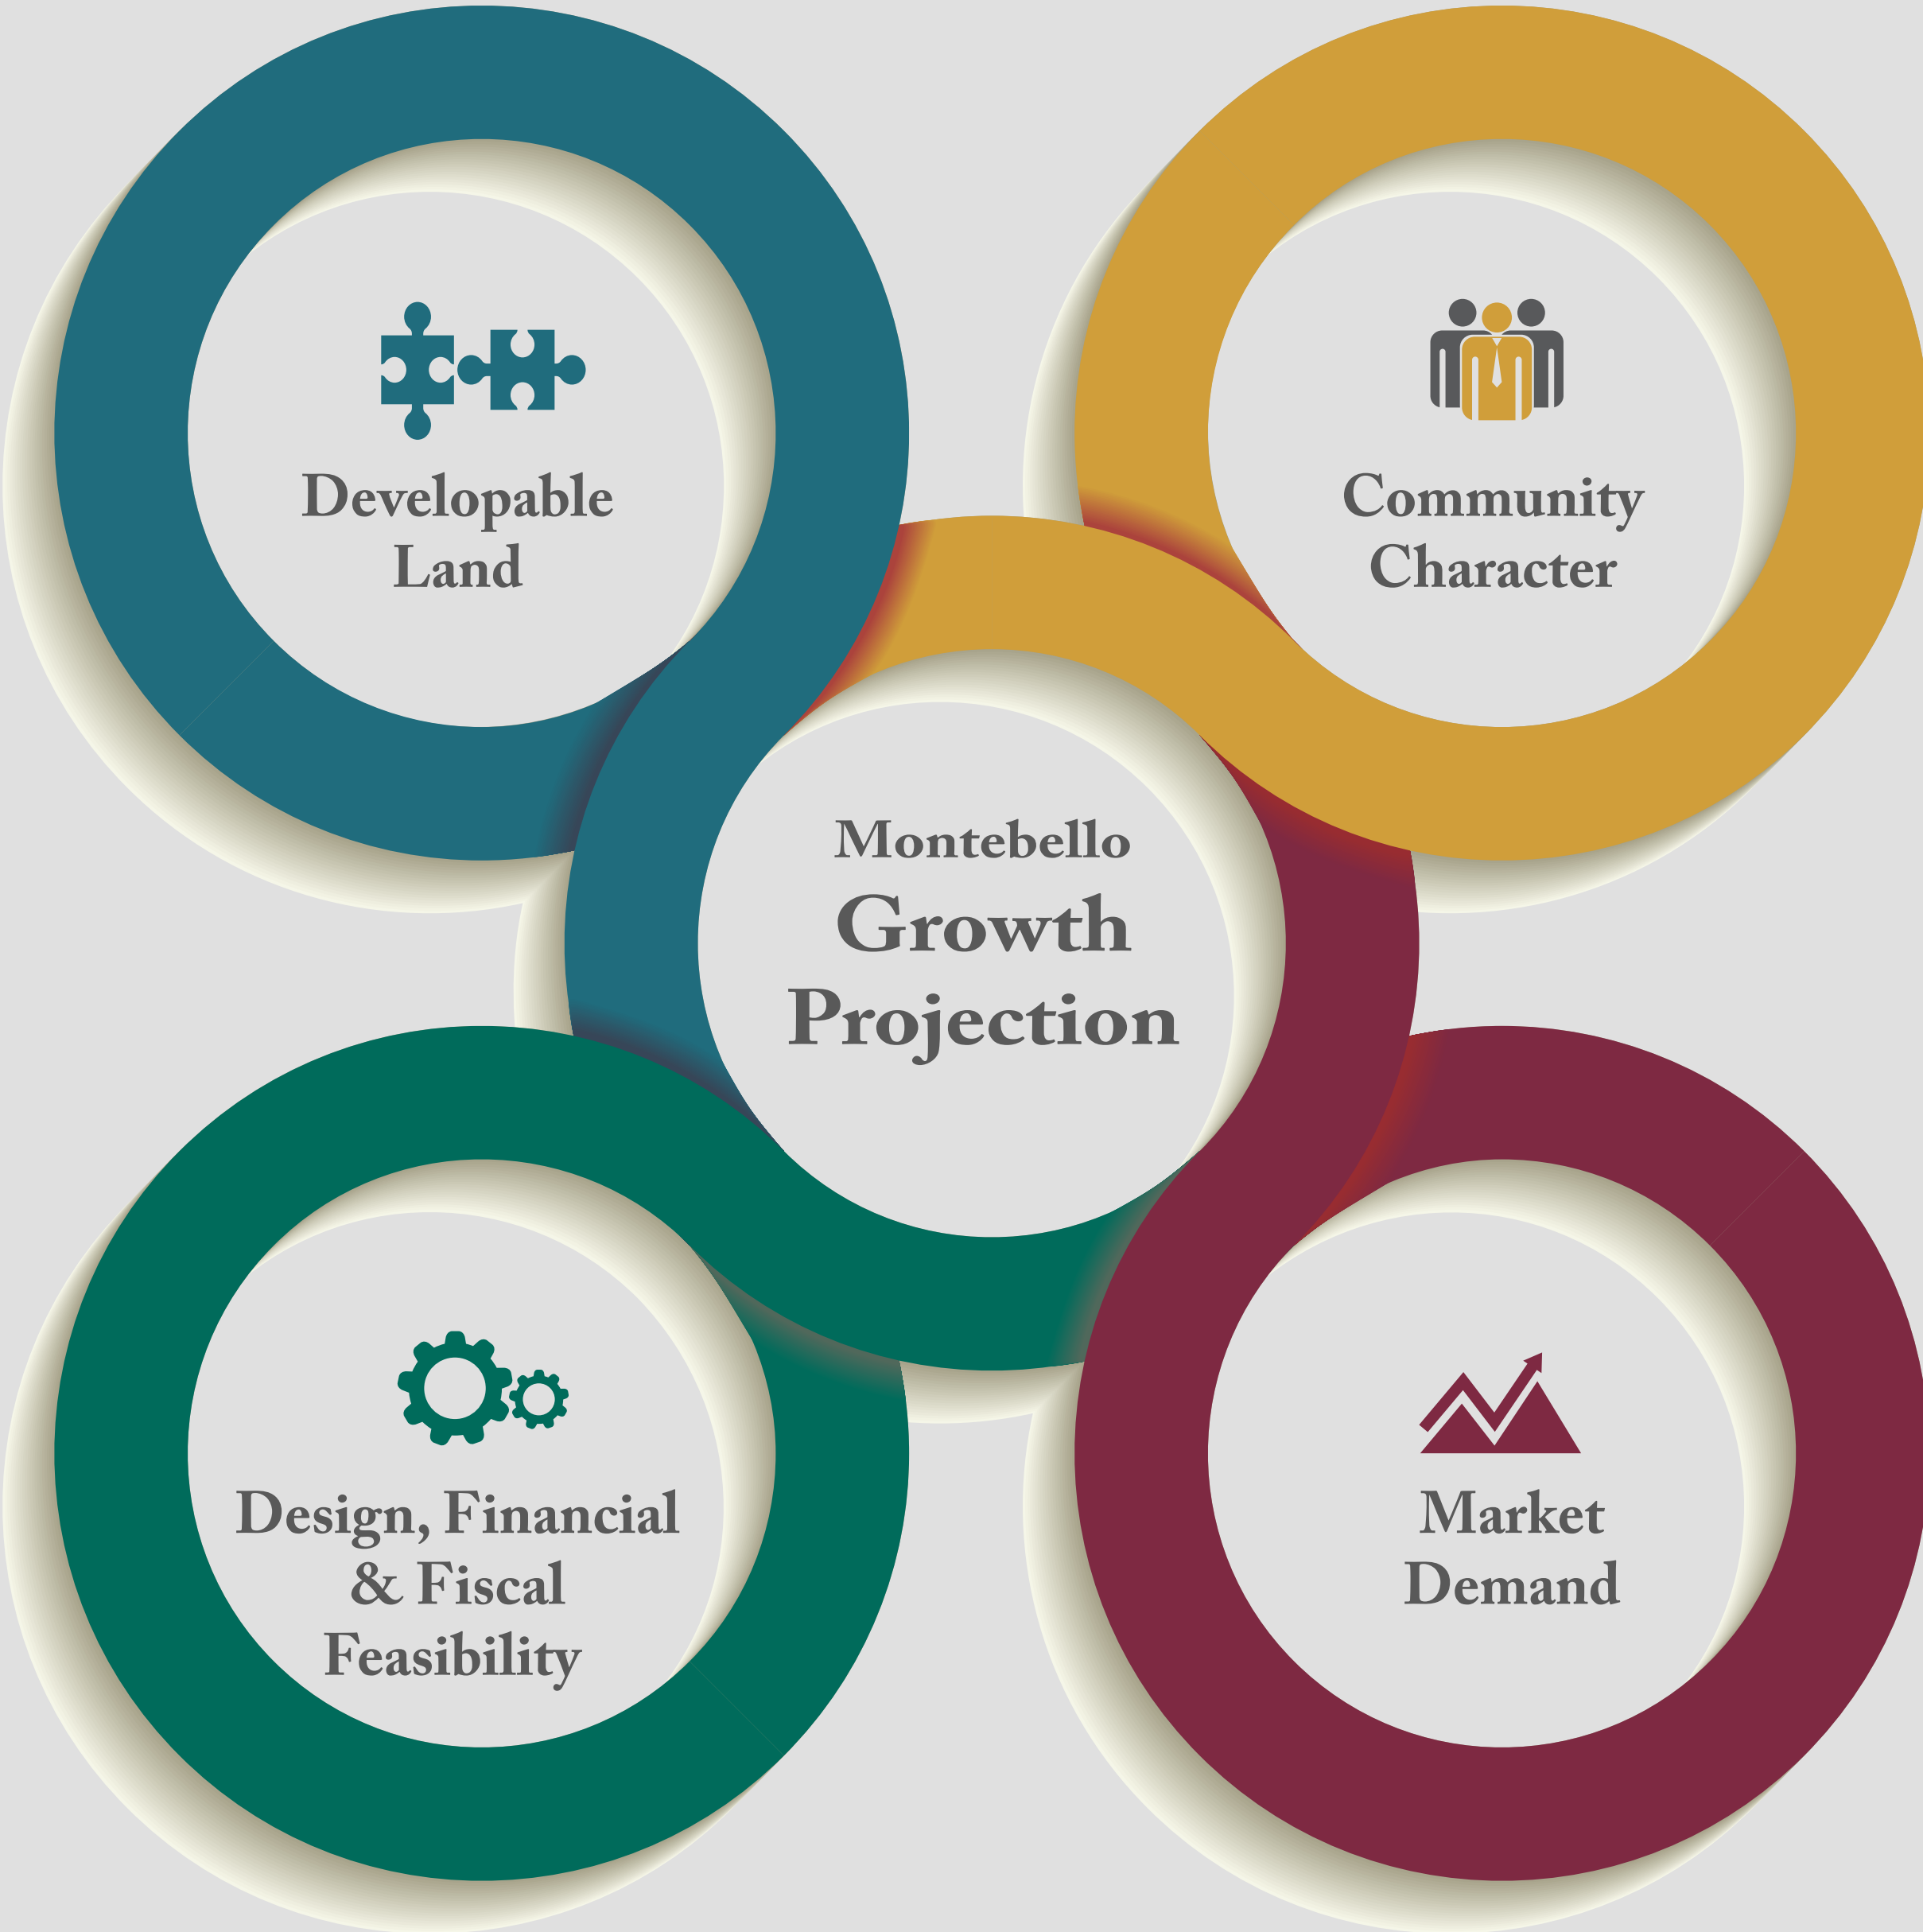 Developable
Land
Community
Character
Montebello
Growth
Projection
Design, Financial
& Fiscal
Feasibility
Market
Demand